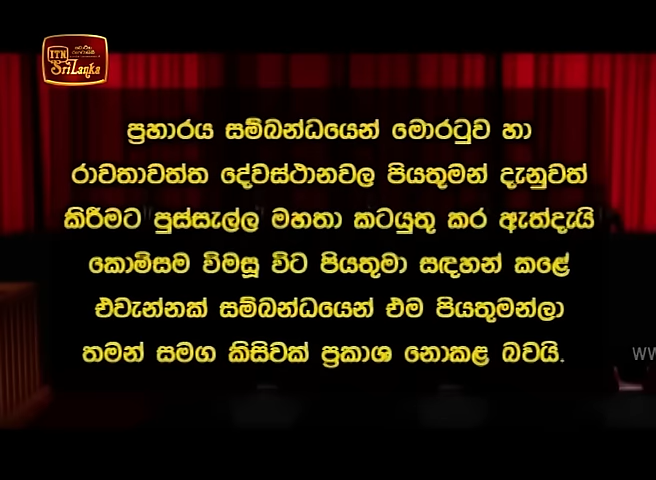 ITN
Sri Lanka
ප්‍රහාරය සම්බන්ධයෙන් මොරටුව හා
රාවතාවත්ත දේවස්ථානවල පියතුමන් දැනුවත්
කිරීමට පුස්සැල්ල මහතා කටයුතු කර ඇත්දැයි
කොමිසම විමසූ විට පියතුමා සඳහන් කළේ
එවැන්නක් සම්බන්ධයෙන් එම පියතුමන්ලා
තමන් සමග කිසිවක් ප්‍රකාශ නොකළ බවයි.